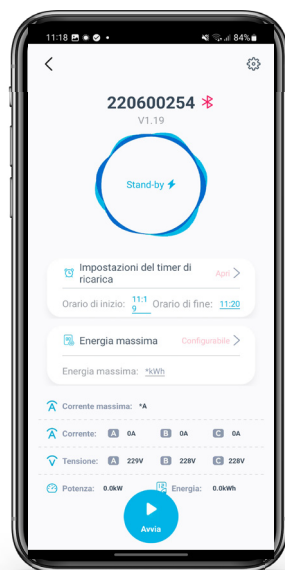 11:18 84%
220600254
V1.19
Stand-by
Impostazioni del timer di
ricarica
Apri
Orario di inizio: 11:1
9
Orario di fine: 11:20
Energia massima Configurabile
Energia massima: *kWh
Corrente massima: *A
Corrente: A 0A B 0A C 0A
Tensione: A 229V B 228V C 228V
Potenza: 0.0kW Energia: 0.0kWh
Avvia